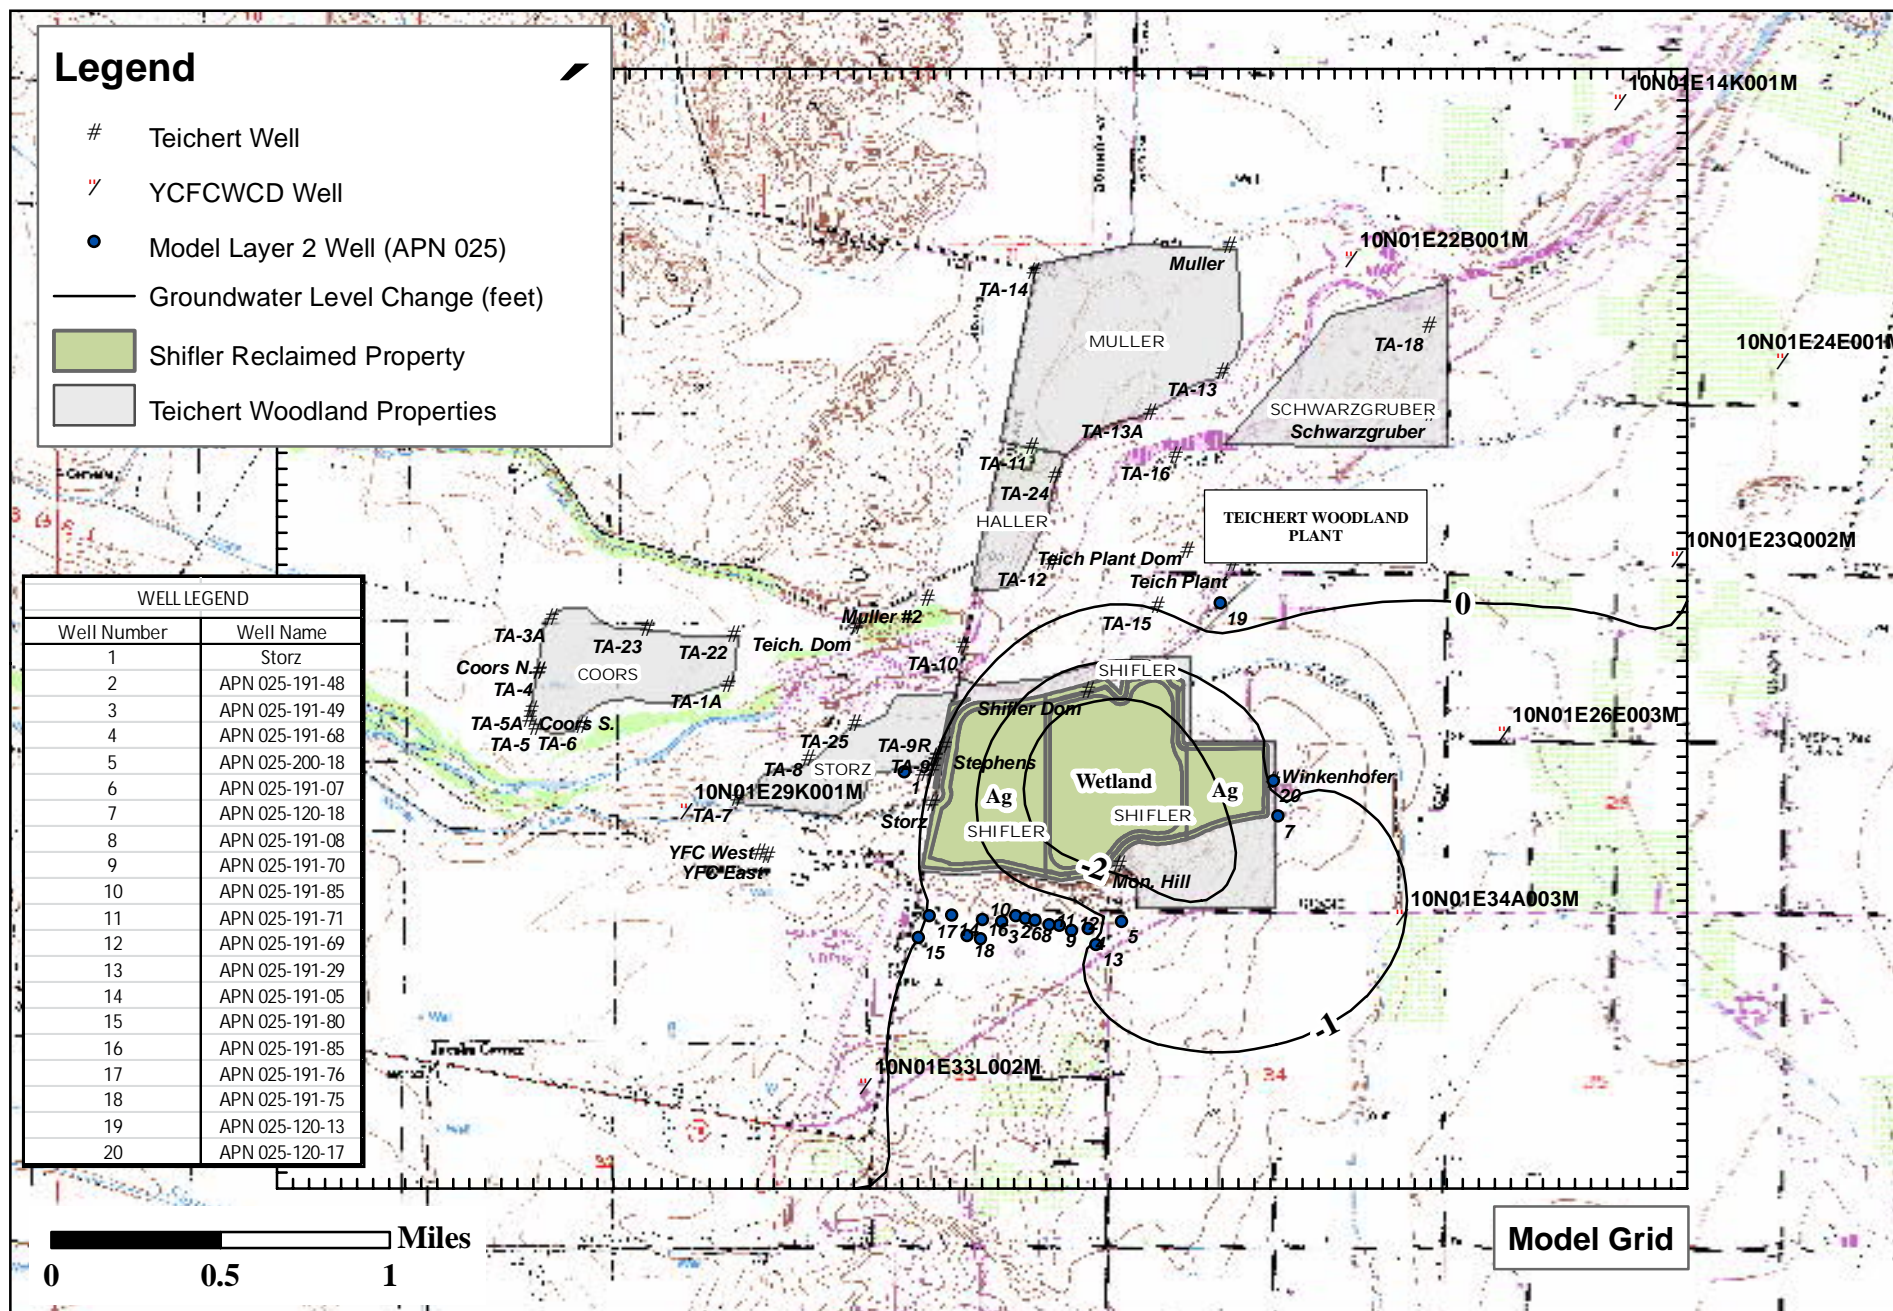 Legend
Teichert Well
YCFCWCD Well
Model Layer 2 Well (APN 025)
Groundwater Level Change (feet)
Shifler Reclaimed Property
Teichert Woodland Properties
10N01E14K001M
10N01E22B001M
10N01E24E001M
10N01E23Q002M
10N01E26E003M
10N01E34A003M
10N01E33L002M
10N01E29K001M
Muller
TA-14
MULLER
TA-18
TA-13
SCHWARZGRUBER
Schwarzgruber
TA-13A
TA-11
TA-16
TA-24
HALLER
TEICHERT WOODLAND
PLANT
Teich Plant Dom
TA-12
Teich Plant
TA-15
19
0
Muller #2
Teich. Dom
TA-10
TA-3A
TA-23
TA-22
Coors N.
COORS
TA-4
TA-1A
TA-5A
Coors S.
TA-5
TA-6
TA-25
TA-8
STORZ
TA-7
TA-9R
TA-9
1
Storz
Stephens
YFC West
YFC East
SHIFLER
Shifler Dom
Wetland
Ag
Ag
SHIFLER
SHIFLER
Winkenhofer
20
7
-2
Mon. Hill
17
14
10
16
3
26
8
11
12
9
4
5
15
18
13
-1
34
WELL LEGEND
Well Number Well Name
1 Storz
2 APN 025-191-48
3 APN 025-191-49
4 APN 025-191-68
5 APN 025-200-18
6 APN 025-191-07
7 APN 025-120-18
8 APN 025-191-08
9 APN 025-191-70
10 APN 025-191-85
11 APN 025-191-71
12 APN 025-191-69
13 APN 025-191-29
14 APN 025-191-05
15 APN 025-191-80
16 APN 025-191-85
17 APN 025-191-76
18 APN 025-191-75
19 APN 025-120-13
20 APN 025-120-17
Miles
0 0.5 1
Model Grid